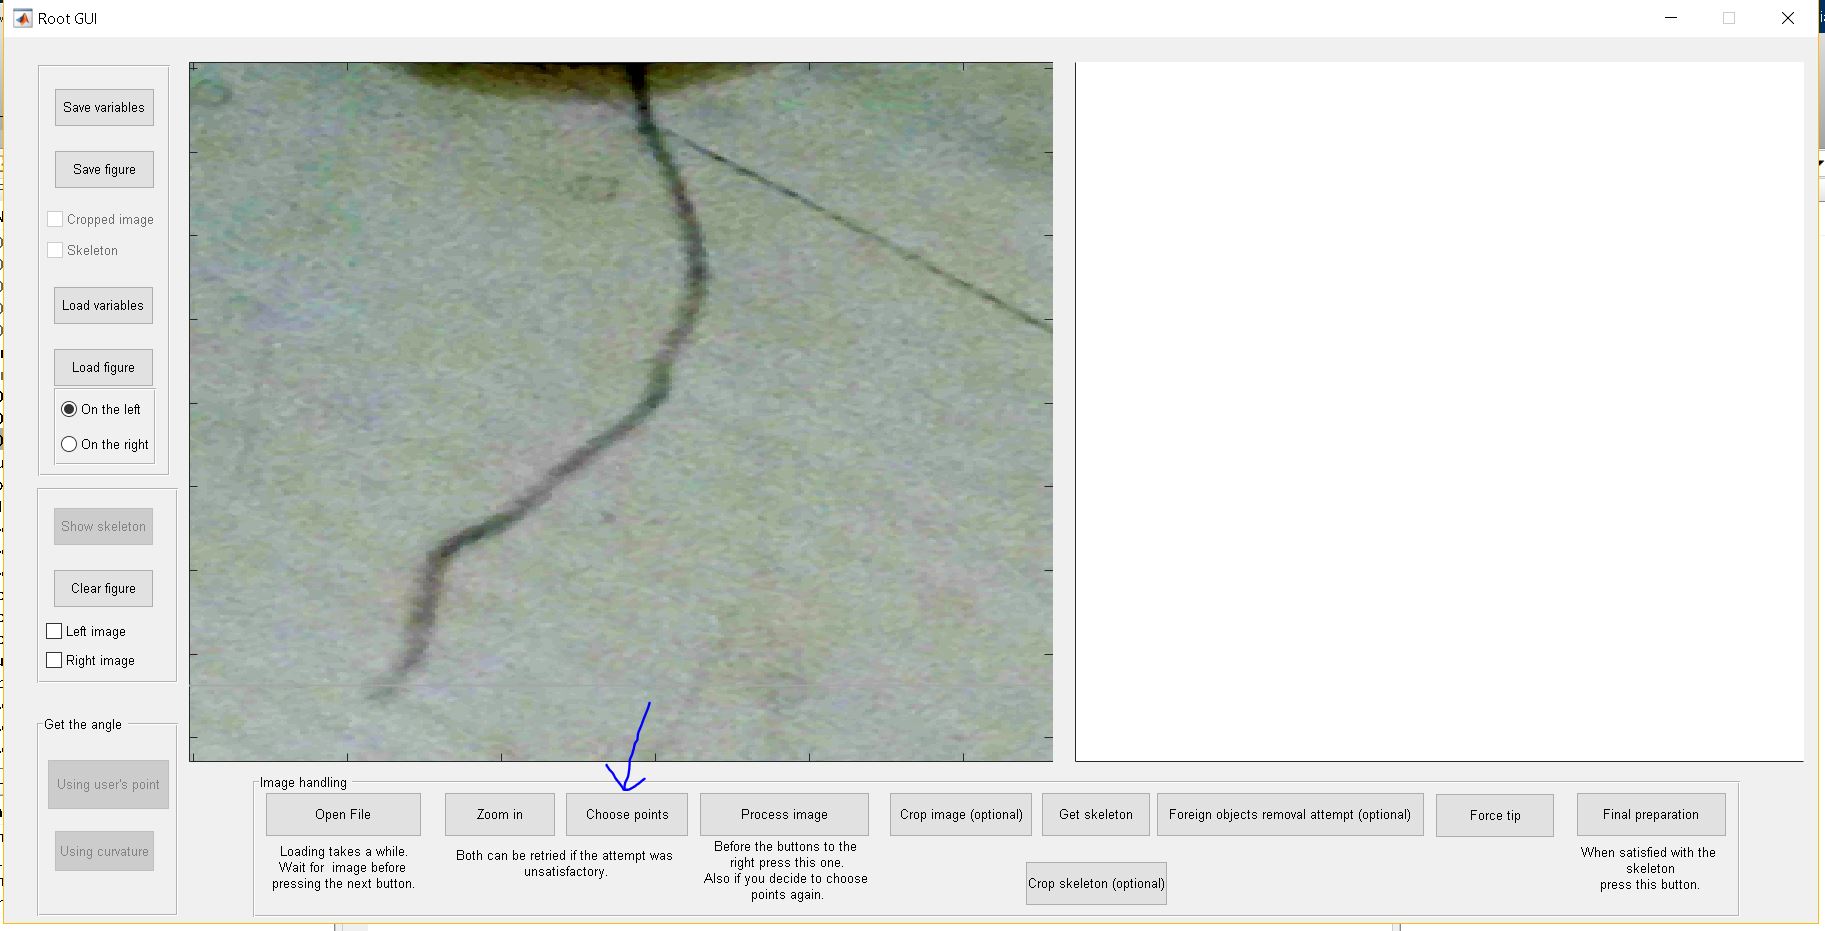 Root GUI
Save variables
Save figure
Cropped image
Skeleton
Load variables
Load figure
On the left
On the right
Show skeleton
Clear figure
Left image
Right image
Get the angle
Using user's point
Using curvature
Image handling
Open File
Loading takes a while.
Wait for image before
pressing the next button.
Zoom in
Choose points
Both can be retried if the attempt was
unsatisfactory.
Process image
Before the buttons to the
right press this one.
Also if you decide to choose
points again.
Crop image (optional)
Get skeleton
Foreign objects removal attempt (optional)
Crop skeleton (optional)
Force tip
Final preparation
When satisfied with the
skeleton
press this button.